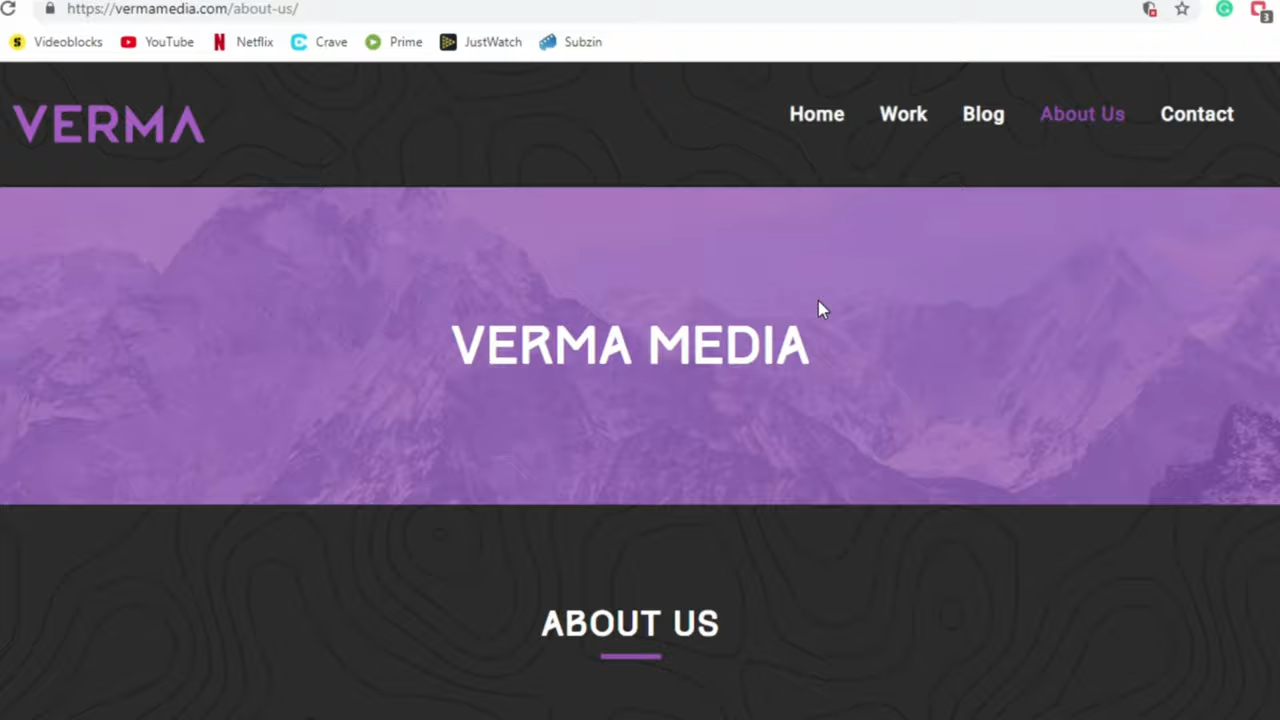 https://vermamedia.com/about-us/
3
Videoblocks YouTube Netflix Crave Prime JustWatch Subzin
VERMA
Home Work Blog About Us Contact
VERMA MEDIA
ABOUT US